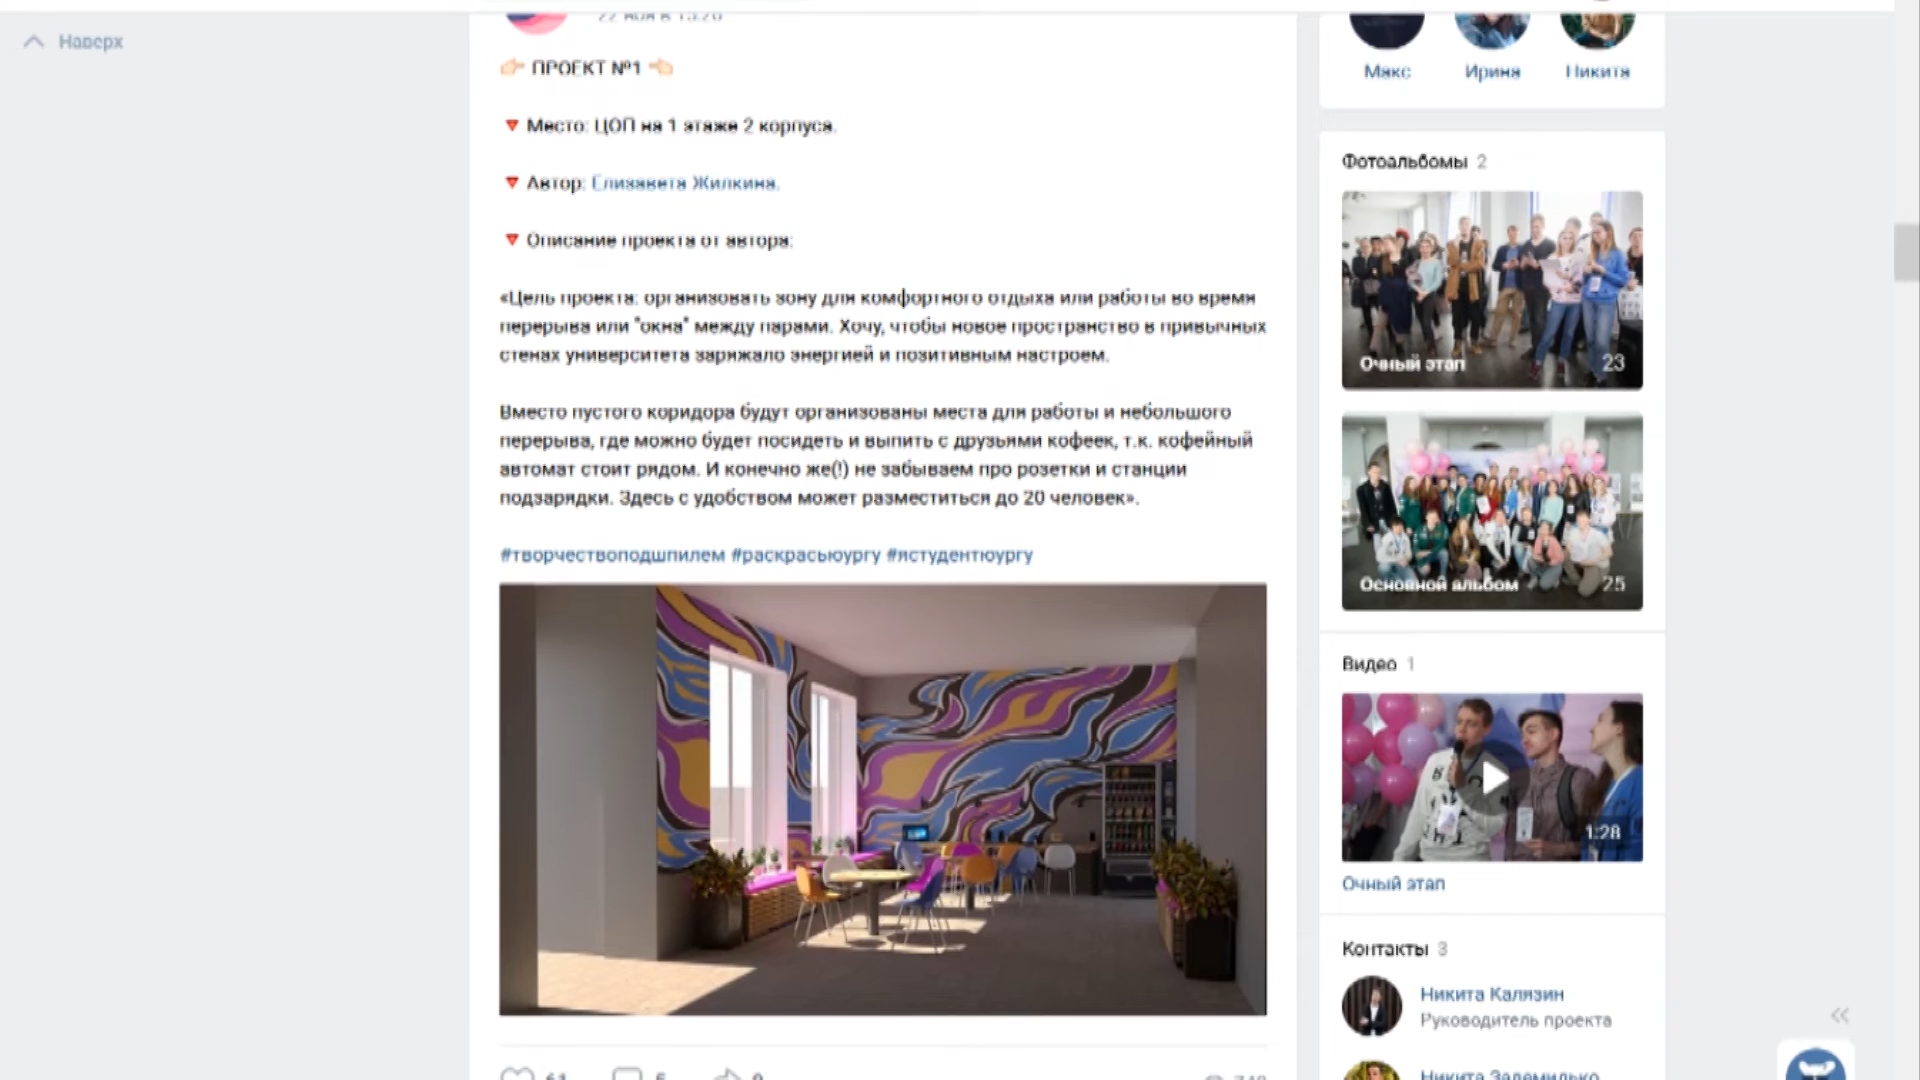 Наверх
👉 ПРОЕКТ №1 👈
🔻 Место: ЦОП на 1 этаже 2 корпуса.
🔻 Автор: Елизавета Жилкина.
🔻 Описание проекта от автора:
«Цель проекта: организовать зону для комфортного отдыха или работы во время
перерыва или "окна" между парами. Хочу, чтобы новое пространство в привычных
стенах университета заряжало энергией и позитивным настроем.
Вместо пустого коридора будут организованы места для работы и небольшого
перерыва, где можно будет посидеть и выпить с друзьями кофеек, т.к. кофейный
автомат стоит рядом. И конечно же(!) не забываем про розетки и станции
подзарядки. Здесь с удобством может разместиться до 20 человек».
#творчествоподшпилем #раскрасьюургу #ястудентюургу
Макс
Ирина
Никита
Фотоальбомы 2
Очный этап 23
Основной альбом 25
Видео 1
1:28
Очный этап
Контакты 3
Никита Калязин
Руководитель проекта
Никита